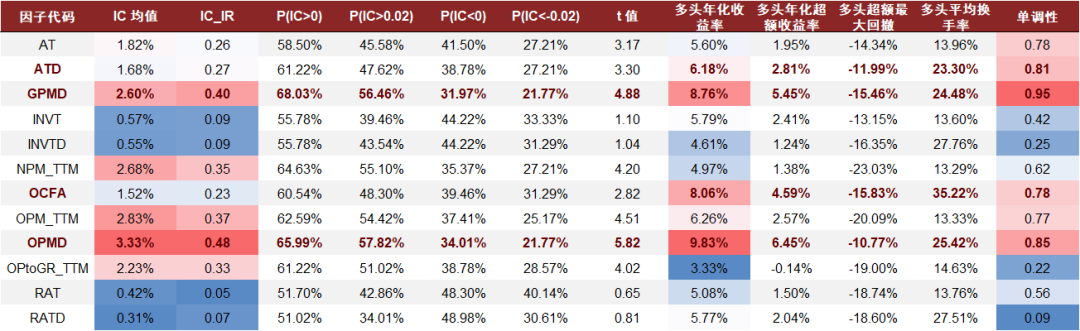 因子代码 IC 均值 IC_IR P(IC>0) P(IC>0.02) P(IC<0) P(IC<-0.02) t 值 多头年化收益率 多头年化超额收益率 多头超额最大回撤 多头平均换手率 单调性
AT 1.82% 0.26 58.50% 45.58% 41.50% 27.21% 3.17 5.60% 1.95% -14.34% 13.96% 0.78
ATD 1.68% 0.27 61.22% 47.62% 38.78% 27.21% 3.30 6.18% 2.81% -11.99% 23.30% 0.81
GPMD 2.60% 0.40 68.03% 56.46% 31.97% 21.77% 4.88 8.76% 5.45% -15.46% 24.48% 0.95
INVT 0.57% 0.09 55.78% 39.46% 44.22% 33.33% 1.10 5.79% 2.41% -13.15% 13.60% 0.42
INVTD 0.55% 0.09 55.78% 43.54% 44.22% 31.29% 1.04 4.61% 1.24% -16.35% 27.76% 0.25
NPM_TTM 2.68% 0.35 64.63% 55.10% 35.37% 27.21% 4.20 4.97% 1.38% -23.03% 13.29% 0.62
OCFA 1.52% 0.23 60.54% 48.30% 39.46% 31.29% 2.82 8.06% 4.59% -15.83% 35.22% 0.78
OPM_TTM 2.83% 0.37 62.59% 54.42% 37.41% 25.17% 4.51 6.26% 2.57% -20.09% 13.33% 0.77
OPMD 3.33% 0.48 65.99% 57.82% 34.01% 21.77% 5.82 9.83% 6.45% -10.77% 25.42% 0.85
OPtoGR_TTM 2.23% 0.33 61.22% 51.02% 38.78% 28.57% 4.02 3.33% -0.14% -19.00% 14.63% 0.22
RAT 0.42% 0.05 51.70% 42.86% 48.30% 40.14% 0.65 5.08% 1.50% -18.74% 13.76% 0.56
RATD 0.31% 0.07 51.02% 34.01% 48.98% 30.61% 0.81 5.77% 2.04% -18.60% 27.51% 0.09